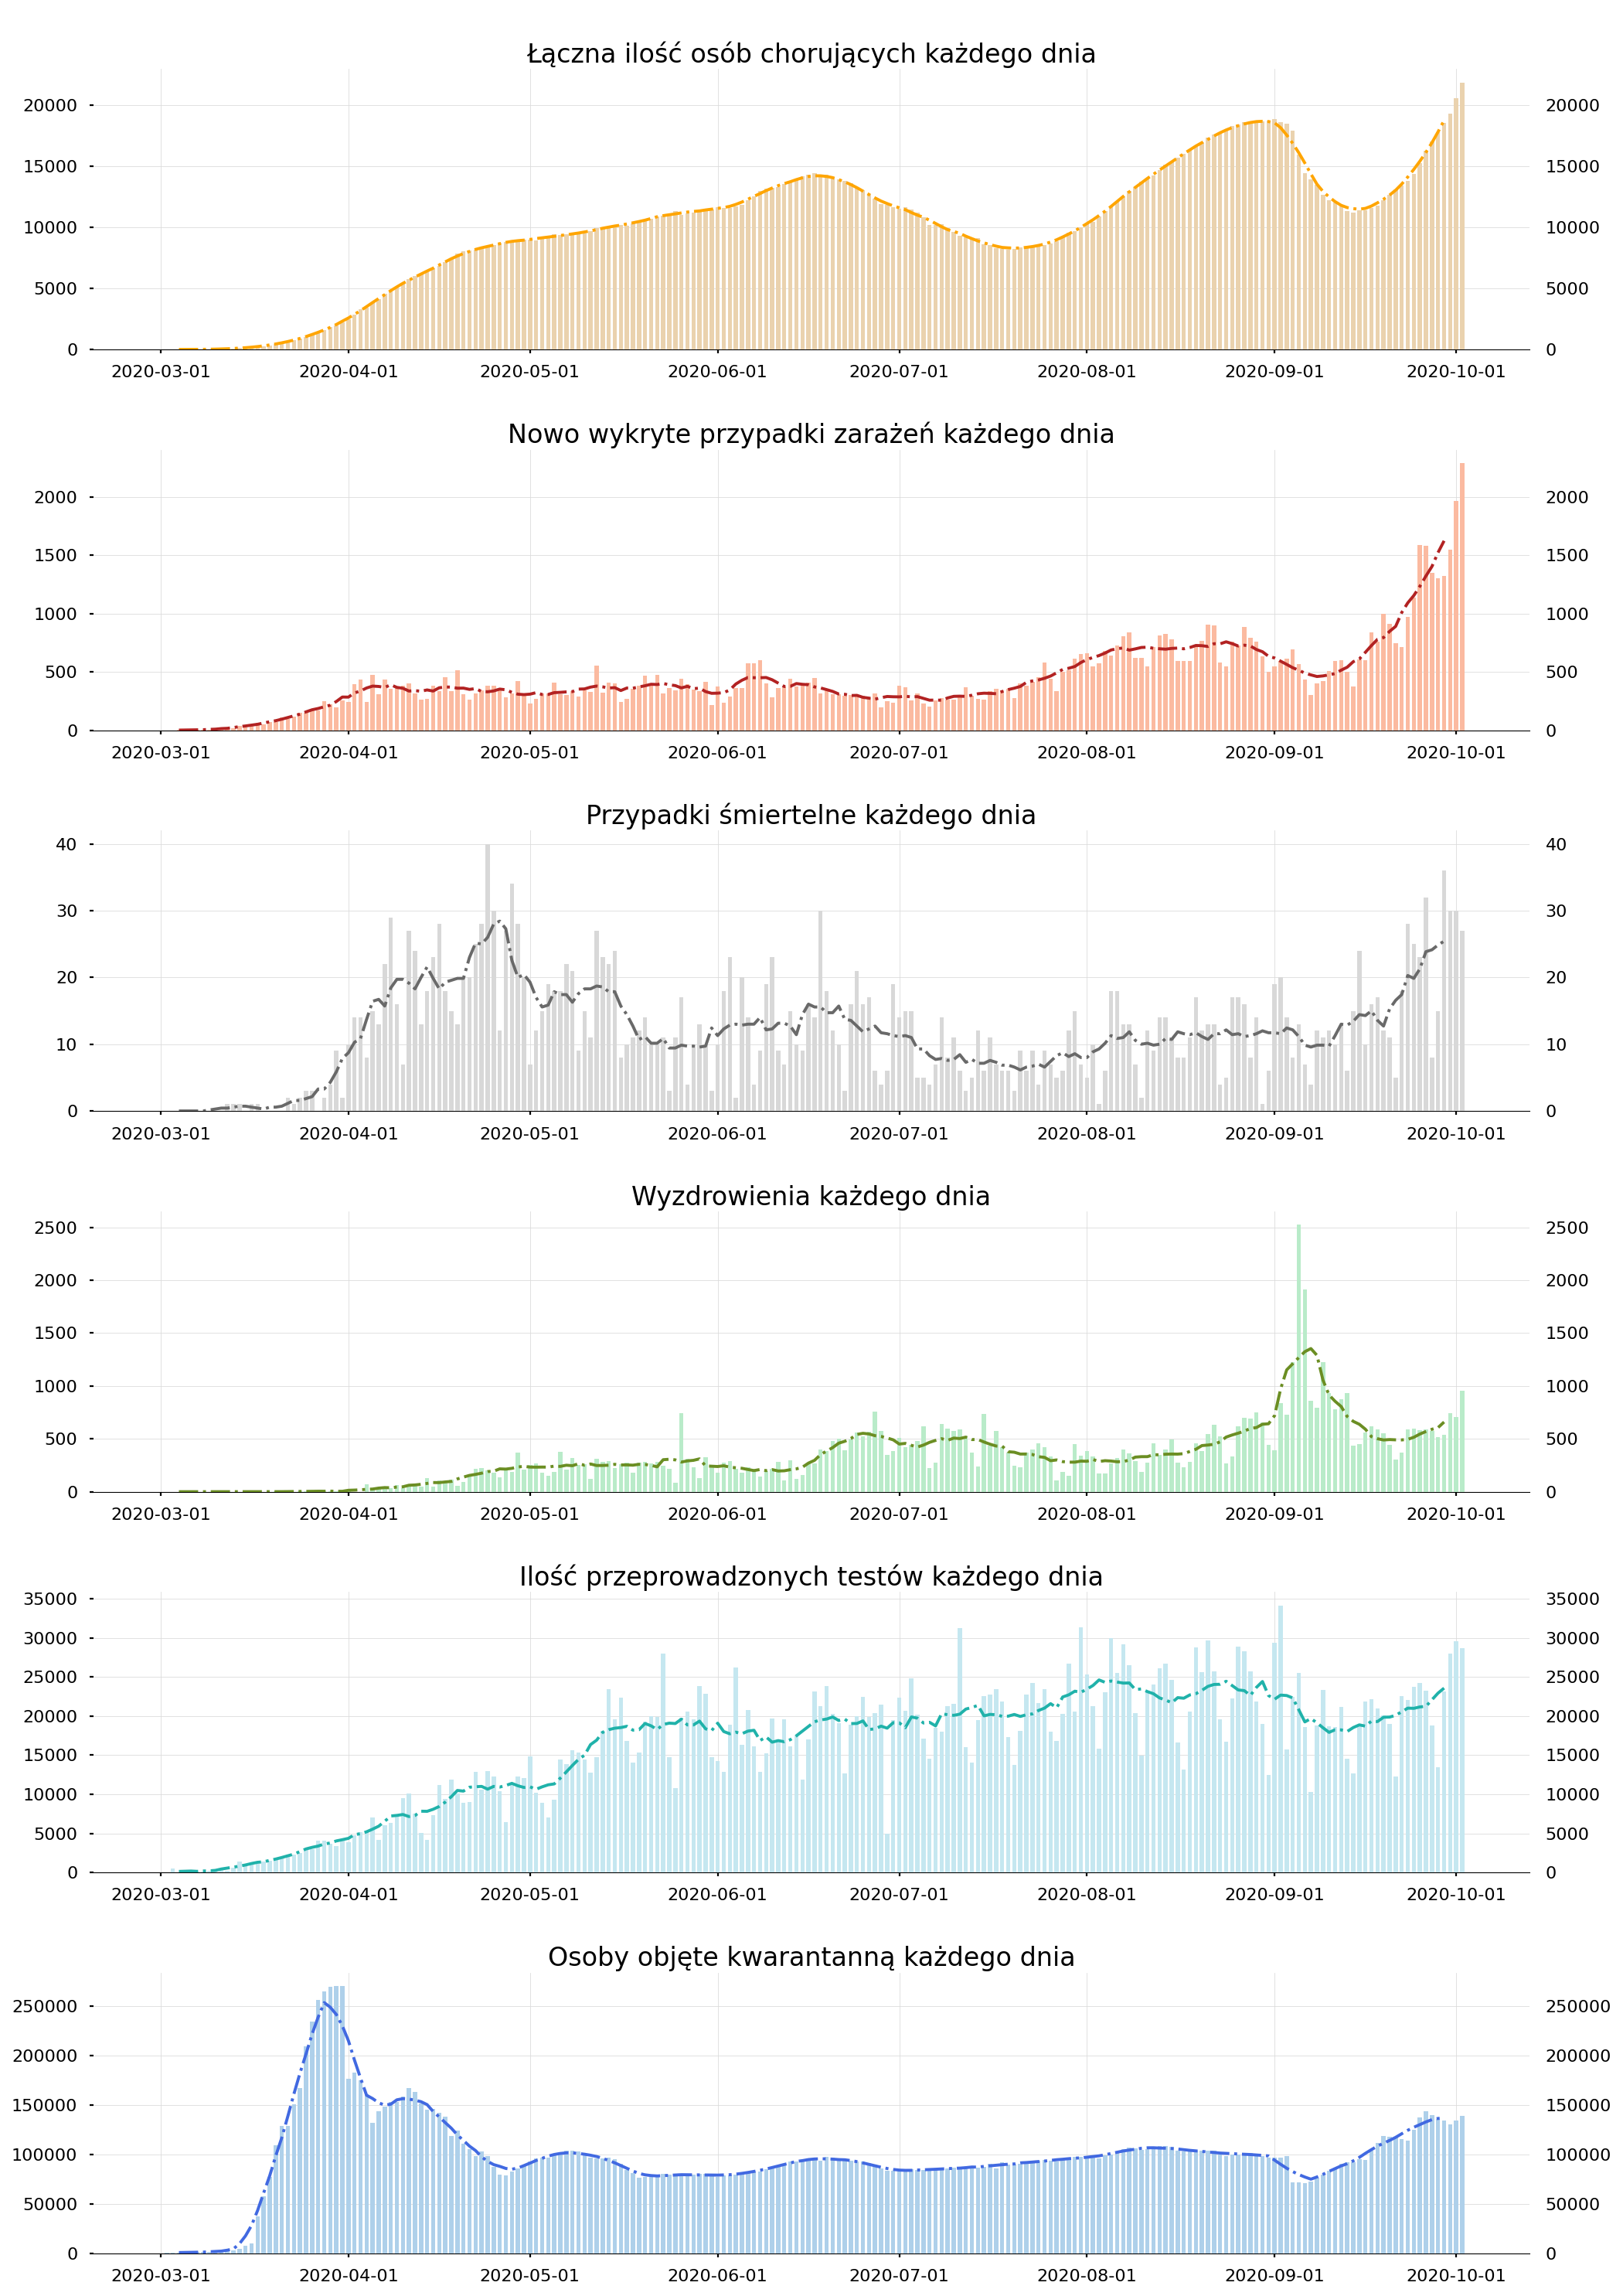 Łączna ilość osób chorujących każdego dnia
20000 20000
15000 15000
10000 10000
5000 5000
0 0
2020-03-01 2020-04-01 2020-05-01 2020-06-01 2020-07-01 2020-08-01 2020-09-01 2020-10-01
Nowo wykryte przypadki zarażeń każdego dnia
2000 2000
1500 1500
1000 1000
500 500
0 0
2020-03-01 2020-04-01 2020-05-01 2020-06-01 2020-07-01 2020-08-01 2020-09-01 2020-10-01
Przypadki śmiertelne każdego dnia
40 40
30 30
20 20
10 10
0 0
2020-03-01 2020-04-01 2020-05-01 2020-06-01 2020-07-01 2020-08-01 2020-09-01 2020-10-01
Wyzdrowienia każdego dnia
2500 2500
2000 2000
1500 1500
1000 1000
500 500
0 0
2020-03-01 2020-04-01 2020-05-01 2020-06-01 2020-07-01 2020-08-01 2020-09-01 2020-10-01
Ilość przeprowadzonych testów każdego dnia
35000 35000
30000 30000
25000 25000
20000 20000
15000 15000
10000 10000
5000 5000
0 0
2020-03-01 2020-04-01 2020-05-01 2020-06-01 2020-07-01 2020-08-01 2020-09-01 2020-10-01
Osoby objęte kwarantanną każdego dnia
250000 250000
200000 200000
150000 150000
100000 100000
50000 50000
0 0
2020-03-01 2020-04-01 2020-05-01 2020-06-01 2020-07-01 2020-08-01 2020-09-01 2020-10-01